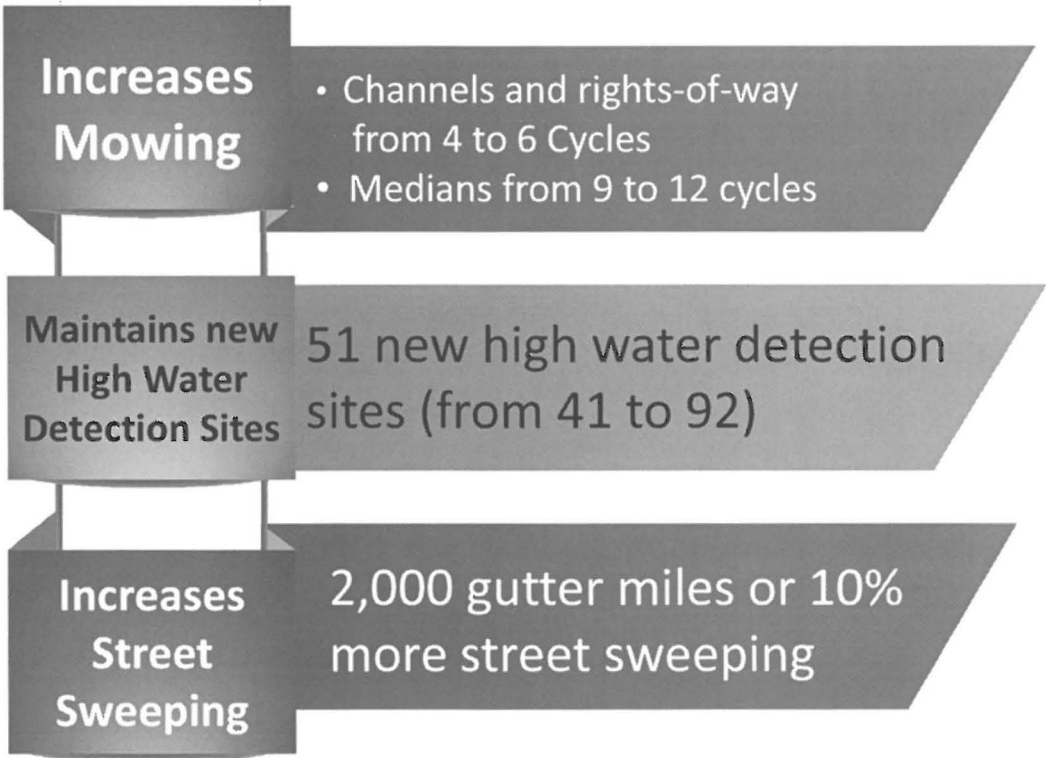 Increases
Mowing
• Channels and rights-of-way
from 4 to 6 Cycles
• Medians from 9 to 12 cycles
Maintains new
High Water
Detection Sites
51 new high water detection
sites (from 41 to 92)
Increases
Street
Sweeping
2,000 gutter miles or 10%
more street sweeping